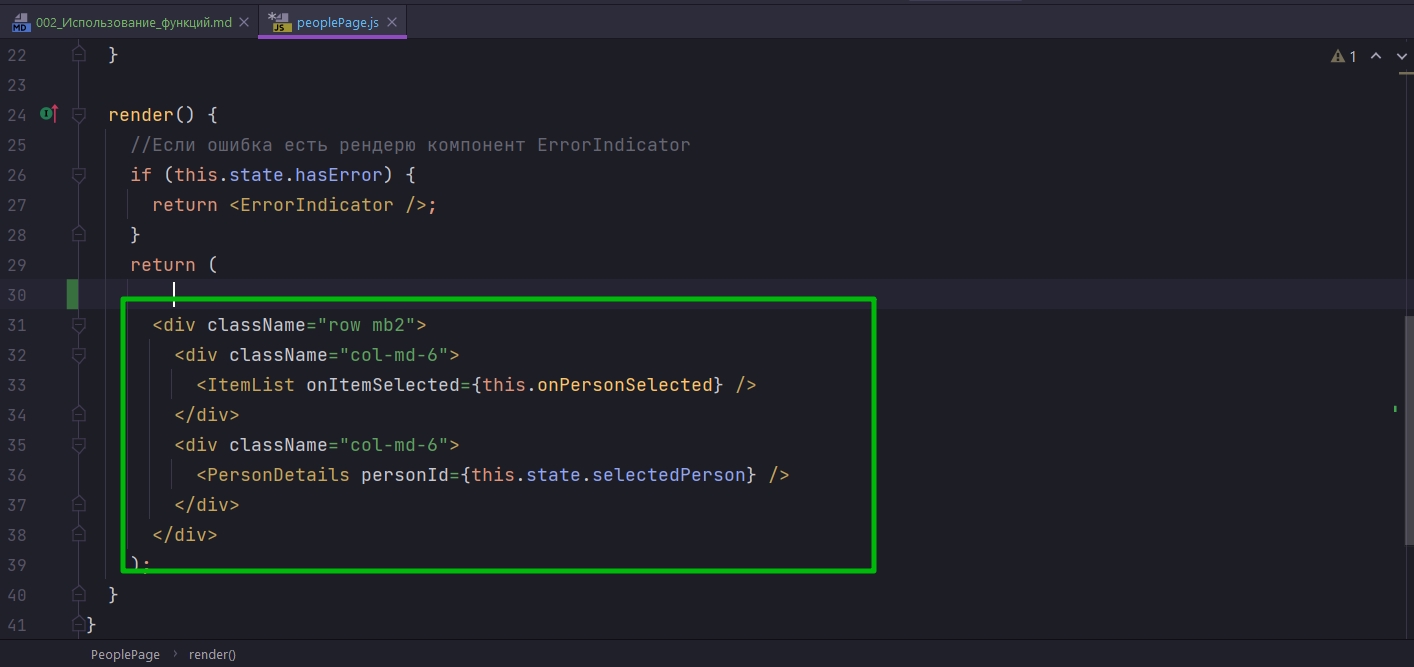 MD 002_Использование_функций.md
JS peoplePage.js
1
22 }
23
24 render() {
25 //Если ошибка есть рендерю компонент ErrorIndicator
26 if (this.state.hasError) {
27 return <ErrorIndicator />;
28 }
29 return (
30
31 <div className="row mb2">
32 <div className="col-md-6">
33 <ItemList onItemSelected={this.onPersonSelected} />
34 </div>
35 <div className="col-md-6">
36 <PersonDetails personId={this.state.selectedPerson} />
37 </div>
38 </div>
39 );
40 }
41 }
PeoplePage › render()